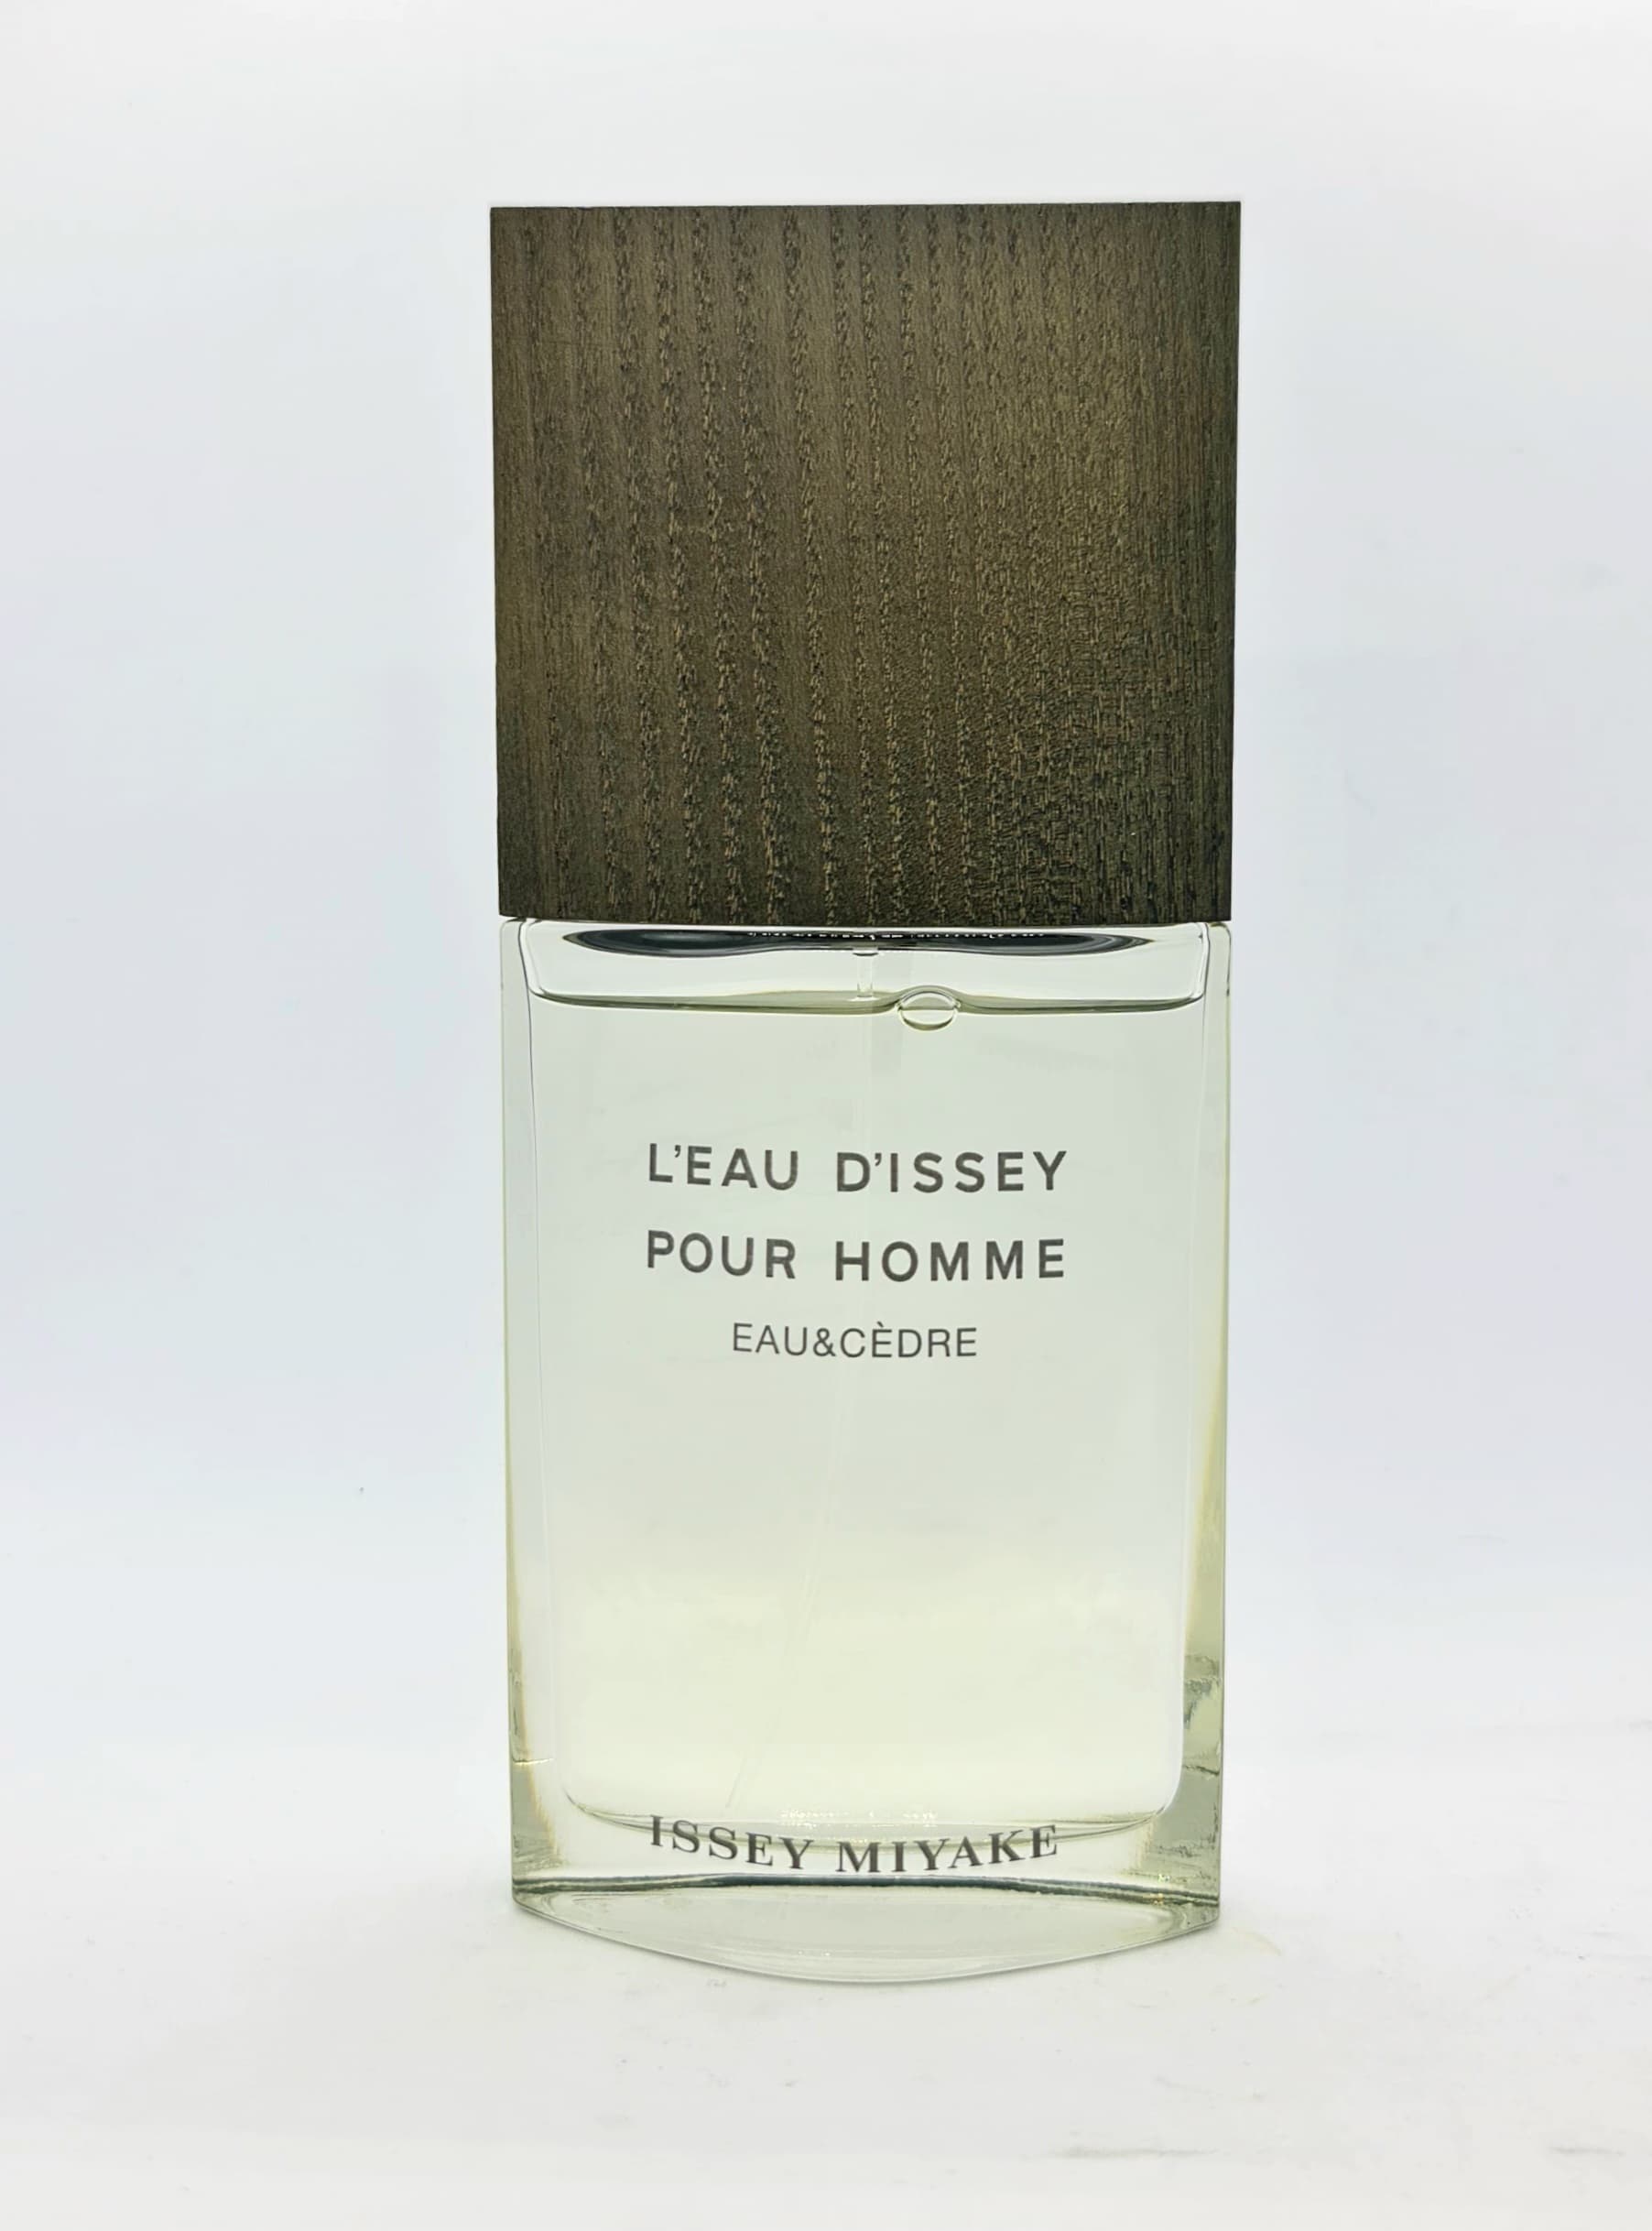 L'EAU D'ISSEY
POUR HOMME
EAU&CÈDRE
ISSEY MIYAKE